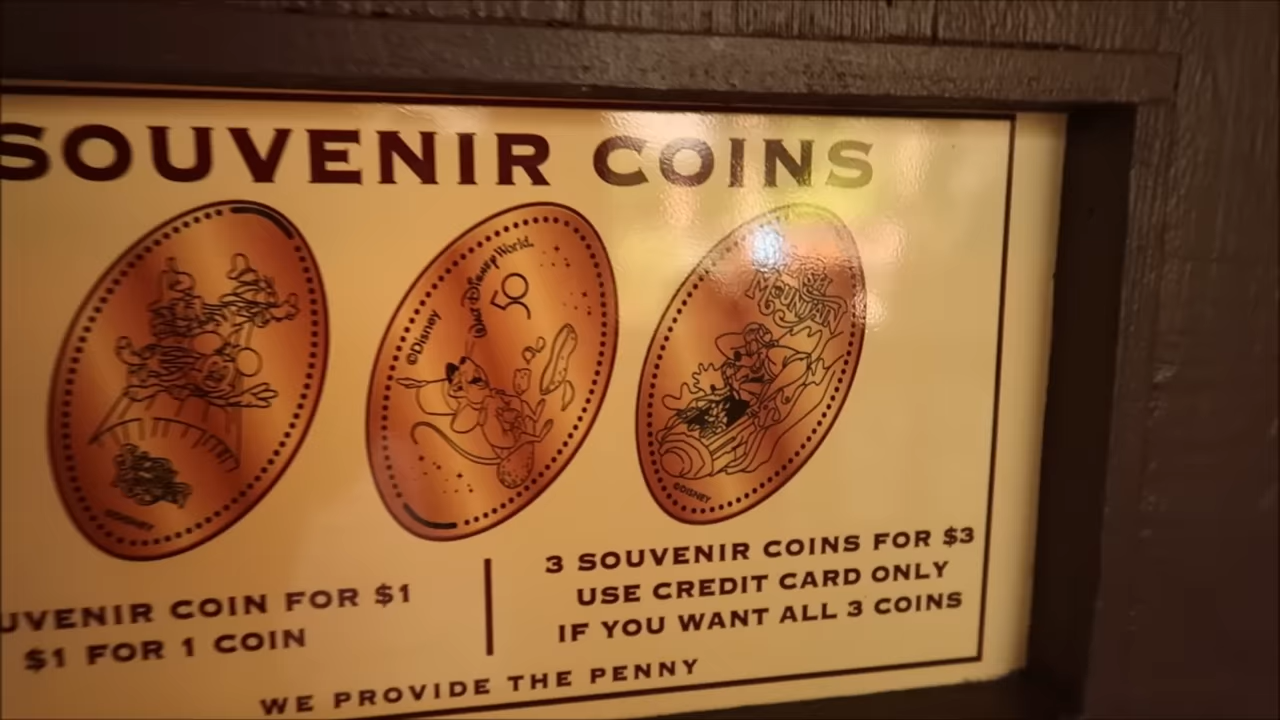 SOUVENIR COINS
©Disney
Walt Disney World.
50
MOUNTAIN
©DISNEY
UVENIR COIN FOR $1
$1 FOR 1 COIN
3 SOUVENIR COINS FOR $3
USE CREDIT CARD ONLY
IF YOU WANT ALL 3 COINS
WE PROVIDE THE PENNY